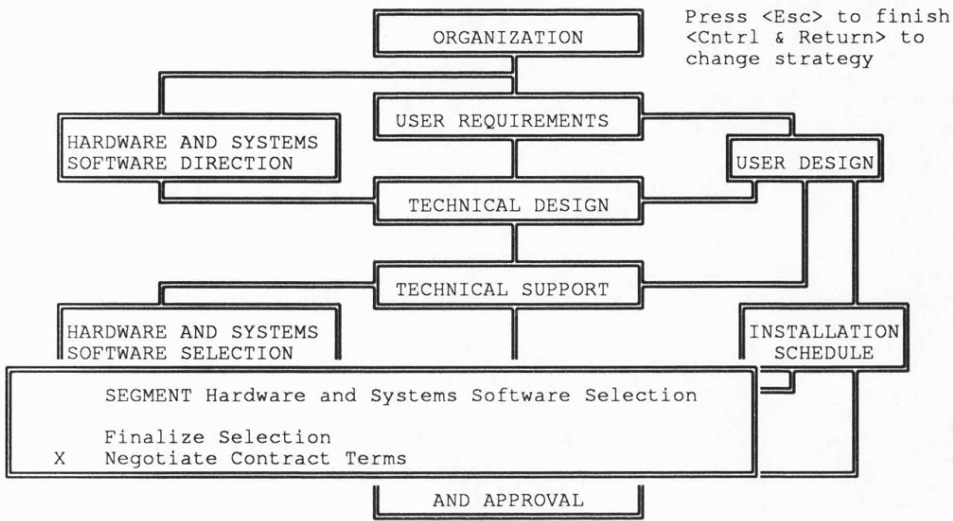 Press <Esc> to finish
<Cntrl & Return> to
change strategy
ORGANIZATION
USER REQUIREMENTS
HARDWARE AND SYSTEMS
SOFTWARE DIRECTION
USER DESIGN
TECHNICAL DESIGN
TECHNICAL SUPPORT
HARDWARE AND SYSTEMS
SOFTWARE SELECTION
INSTALLATION
SCHEDULE
SEGMENT Hardware and Systems Software Selection
Finalize Selection
X Negotiate Contract Terms
AND APPROVAL